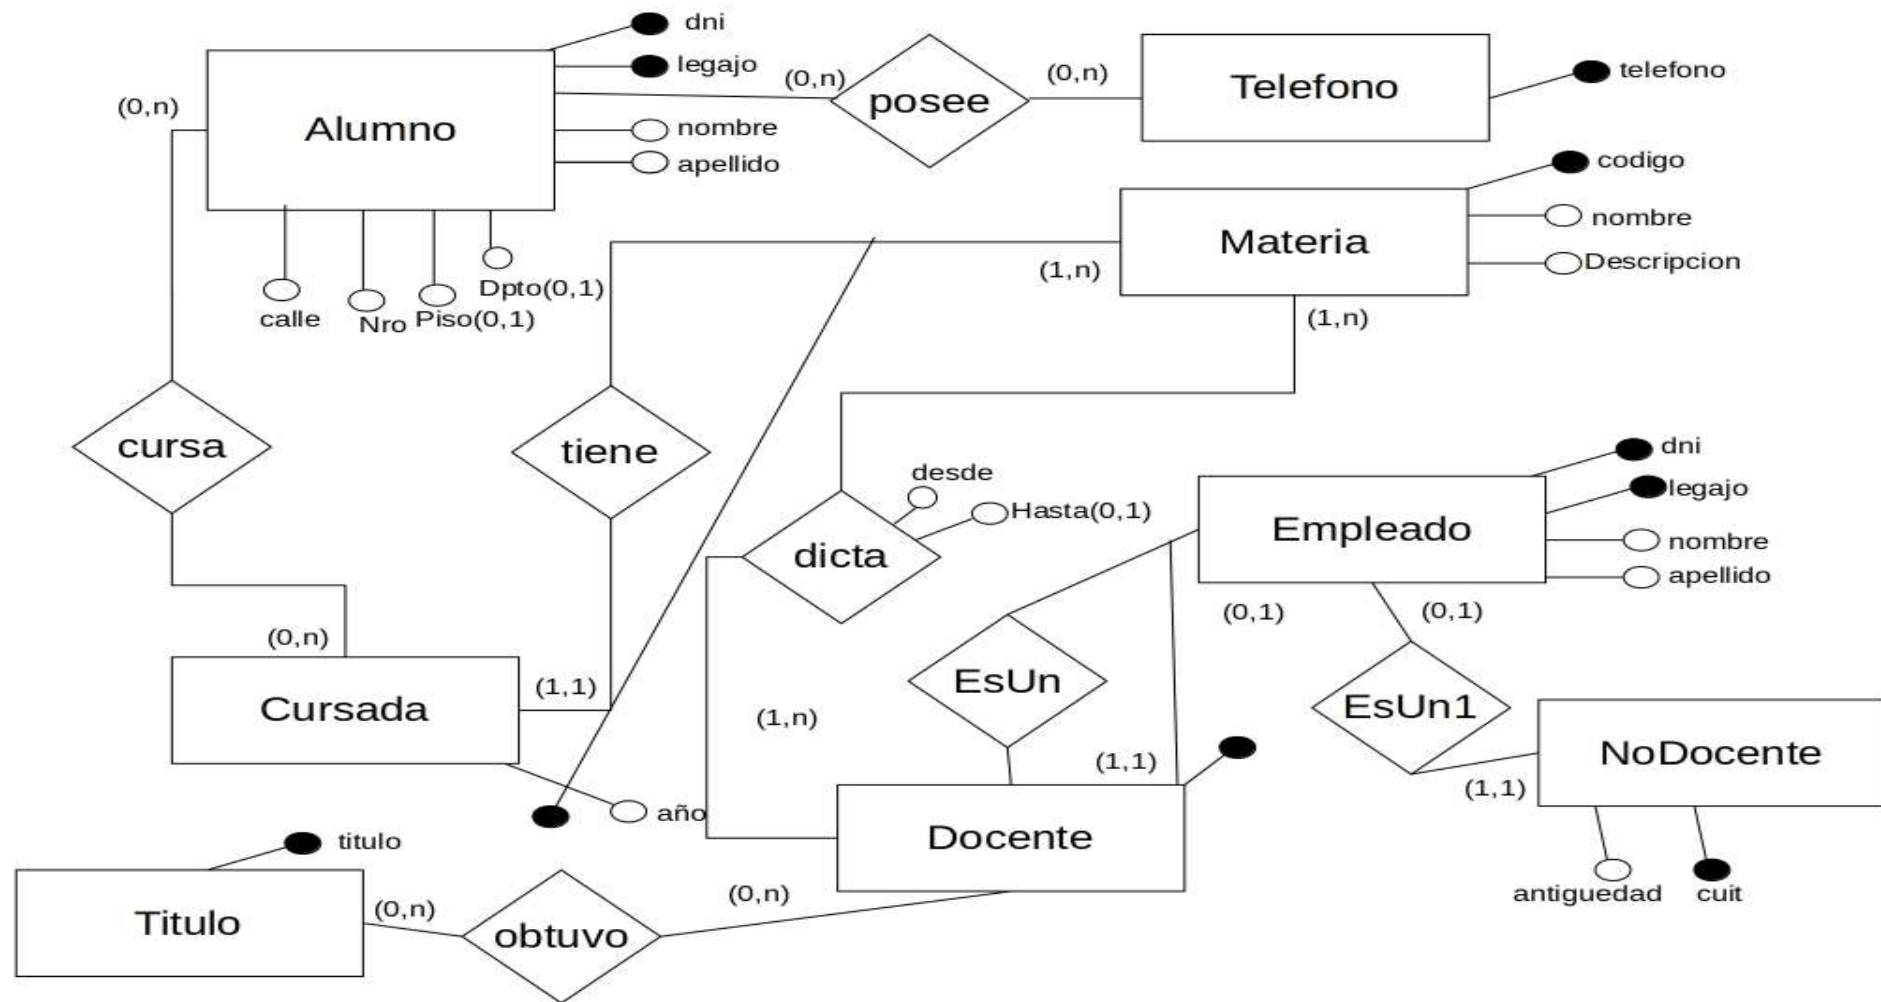 dni
legajo
(0,n)
Alumno
(0,n)
posee
(0,n)
Telefono
telefono
nombre
apellido
calle
Nro
Piso(0,1)
Dpto(0,1)
codigo
Materia
nombre
Descripcion
(1,n)
(1,n)
cursa
tiene
desde
Hasta(0,1)
dicta
dni
legajo
Empleado
nombre
apellido
(0,1)
(0,1)
(0,n)
Cursada
(1,1)
(1,n)
EsUn
EsUn1
NoDocente
(1,1)
(1,1)
año
Docente
titulo
Titulo
(0,n)
obtuvo
(0,n)
antiguedad
cuit